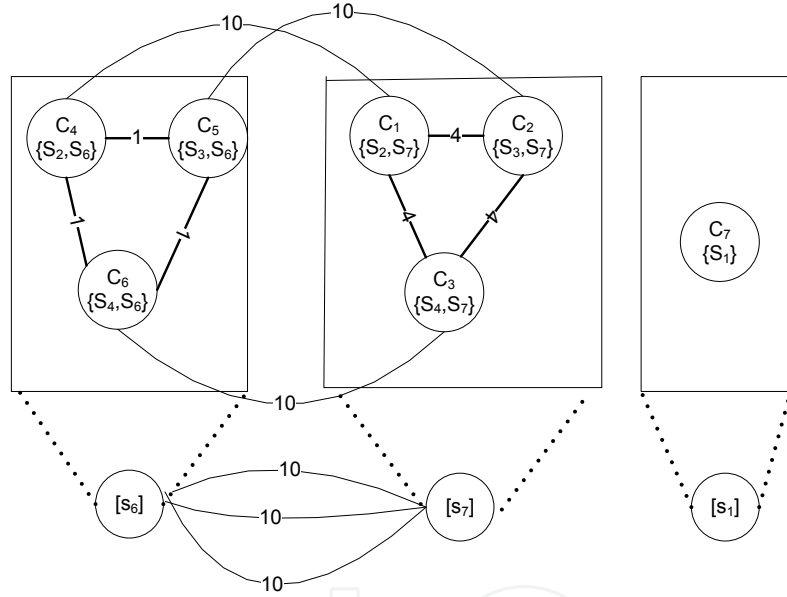 10
10
C4
{S2,S6}
1
C5
{S3,S6}
C1
{S2,S7}
4
C2
{S3,S7}
1
1
4
4
C7
{S1}
C6
{S4,S6}
C3
{S4,S7}
10
10
[s6]
10
[s7]
[s1]
10